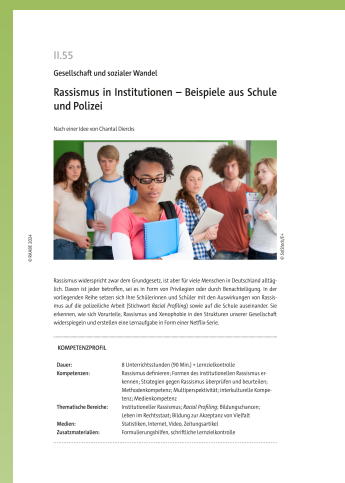 II.55
Gesellschaft und sozialer Wandel
Rassismus in Institutionen – Beispiele aus Schule
und Polizei
Nach einer Idee von Chantal Diercks
© RAABE 2024
© SolStock/E+
Rassismus widerspricht zwar dem Grundgesetz, ist aber für viele Menschen in Deutschland alltäg-
lich. Davon ist jeder betroffen, sei es in Form von Privilegien oder durch Benachteiligung. In der
vorliegenden Reihe setzen sich Ihre Schülerinnen und Schüler mit den Auswirkungen von Rassis-
mus auf die polizeiliche Arbeit (Stichwort Racial Profiling) sowie auf die Schule auseinander. Sie
erkennen, wie sich Vorurteile, Rassismus und Xenophobie in den Strukturen unserer Gesellschaft
widerspiegeln und erstellen eine Lernaufgabe in Form einer Netflix-Serie.
KOMPETENZPROFIL
Dauer: 8 Unterrichtsstunden (90 Min.) + Lernzielkontrolle
Kompetenzen: Rassismus definieren; Formen des institutionellen Rassismus er-
kennen; Strategien gegen Rassismus überprüfen und beurteilen;
Methodenkompetenz; Multiperspektivität; interkulturelle Kompe-
tenz; Medienkompetenz
Thematische Bereiche: Institutioneller Rassismus; Racial Profiling; Bildungschancen;
Leben im Rechtsstaat; Bildung zur Akzeptanz von Vielfalt
Medien: Statistiken, Internet, Video, Zeitungsartikel
Zusatzmaterialien: Formulierungshilfen, schriftliche Lernzielkontrolle